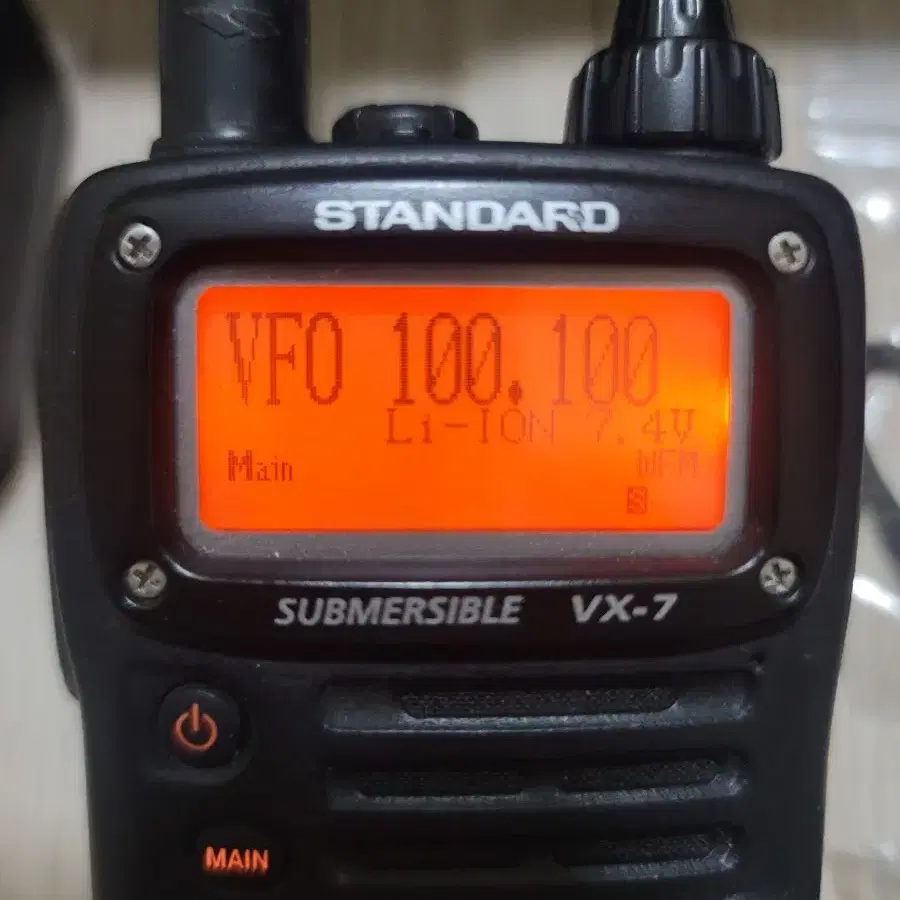 STANDARD
VFO 100.100
Li-ION 7.4V
Main WFM
S
SUBMERSIBLE VX-7
MAIN